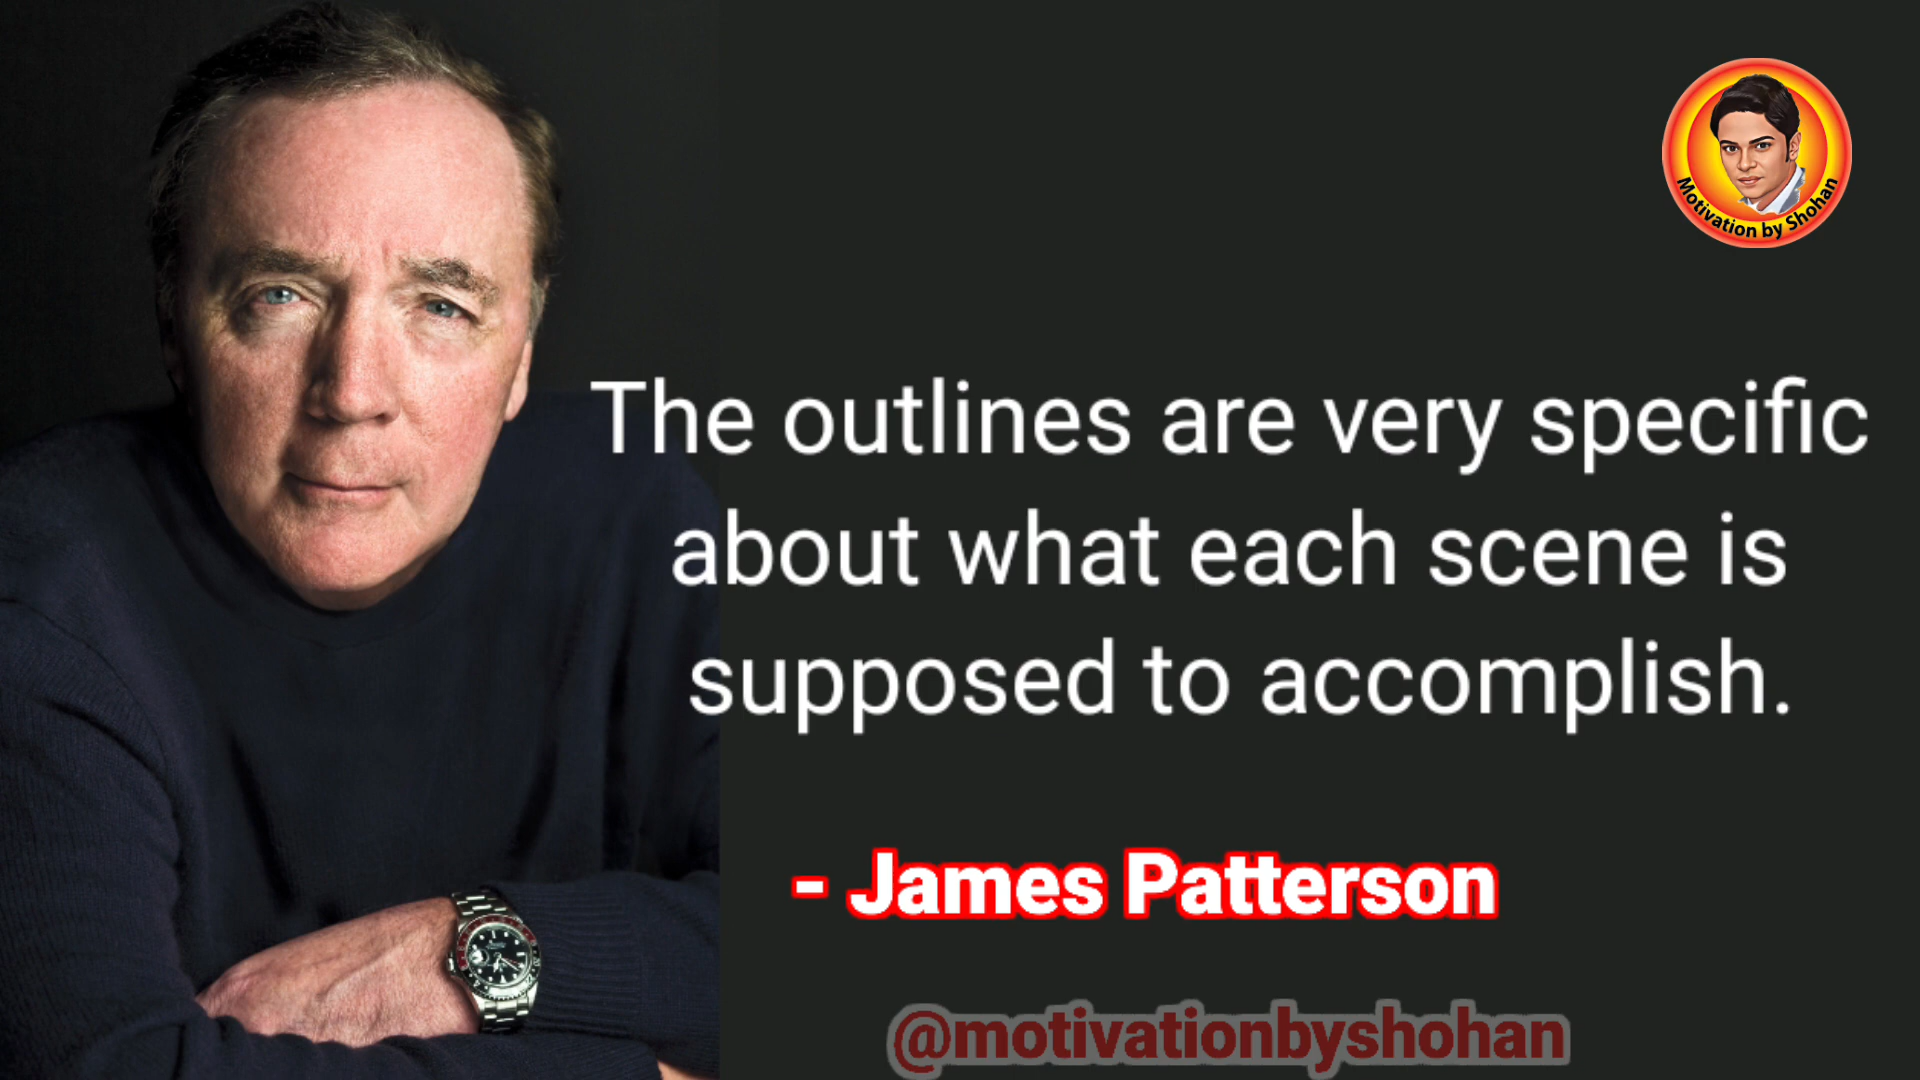 Motivation by Shohan
The outlines are very specific
about what each scene is
supposed to accomplish.
- James Patterson
@motivationbyshohan